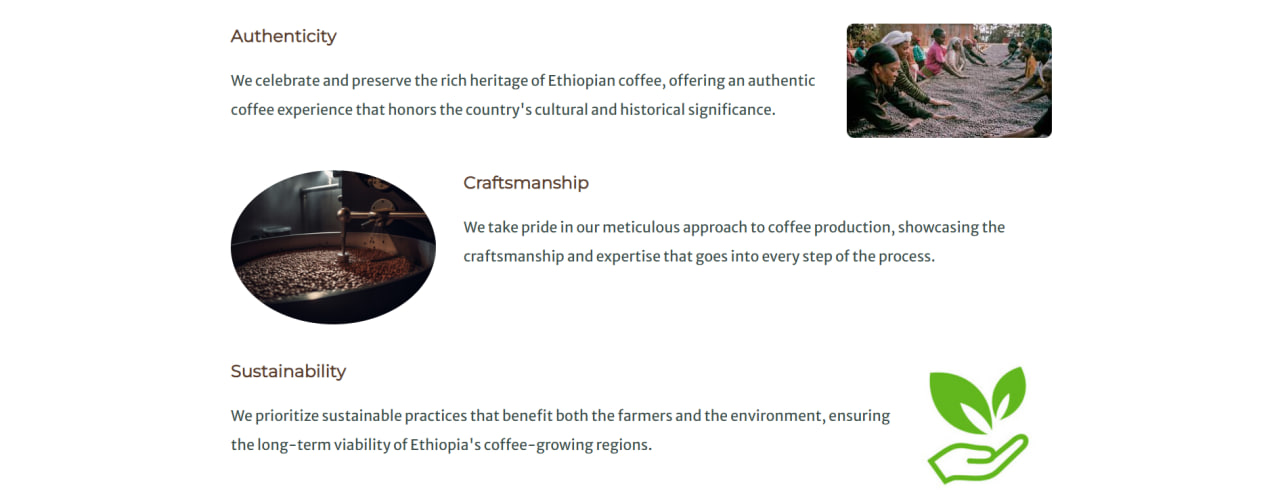 Authenticity
We celebrate and preserve the rich heritage of Ethiopian coffee, offering an authentic
coffee experience that honors the country's cultural and historical significance.
Craftsmanship
We take pride in our meticulous approach to coffee production, showcasing the
craftsmanship and expertise that goes into every step of the process.
Sustainability
We prioritize sustainable practices that benefit both the farmers and the environment, ensuring
the long-term viability of Ethiopia's coffee-growing regions.